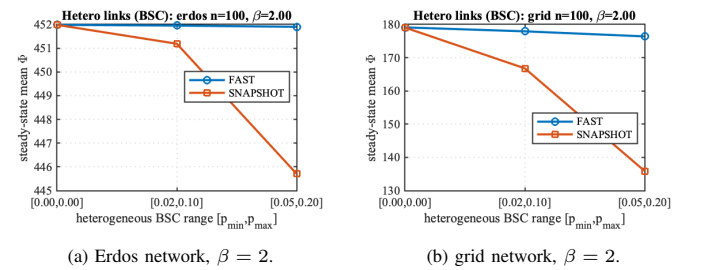 Hetero links (BSC): erdos n=100, β=2.00
452
451
450
449
448
447
446
445
steady-state mean Φ
FAST
SNAPSHOT
[0.00,0.00]
[0.02,0.10]
[0.05,0.20]
heterogeneous BSC range [p_min,p_max]
(a) Erdos network, β = 2.
Hetero links (BSC): grid n=100, β=2.00
180
170
160
150
140
130
steady-state mean Φ
FAST
SNAPSHOT
[0.00,0.00]
[0.02,0.10]
[0.05,0.20]
heterogeneous BSC range [p_min,p_max]
(b) grid network, β = 2.